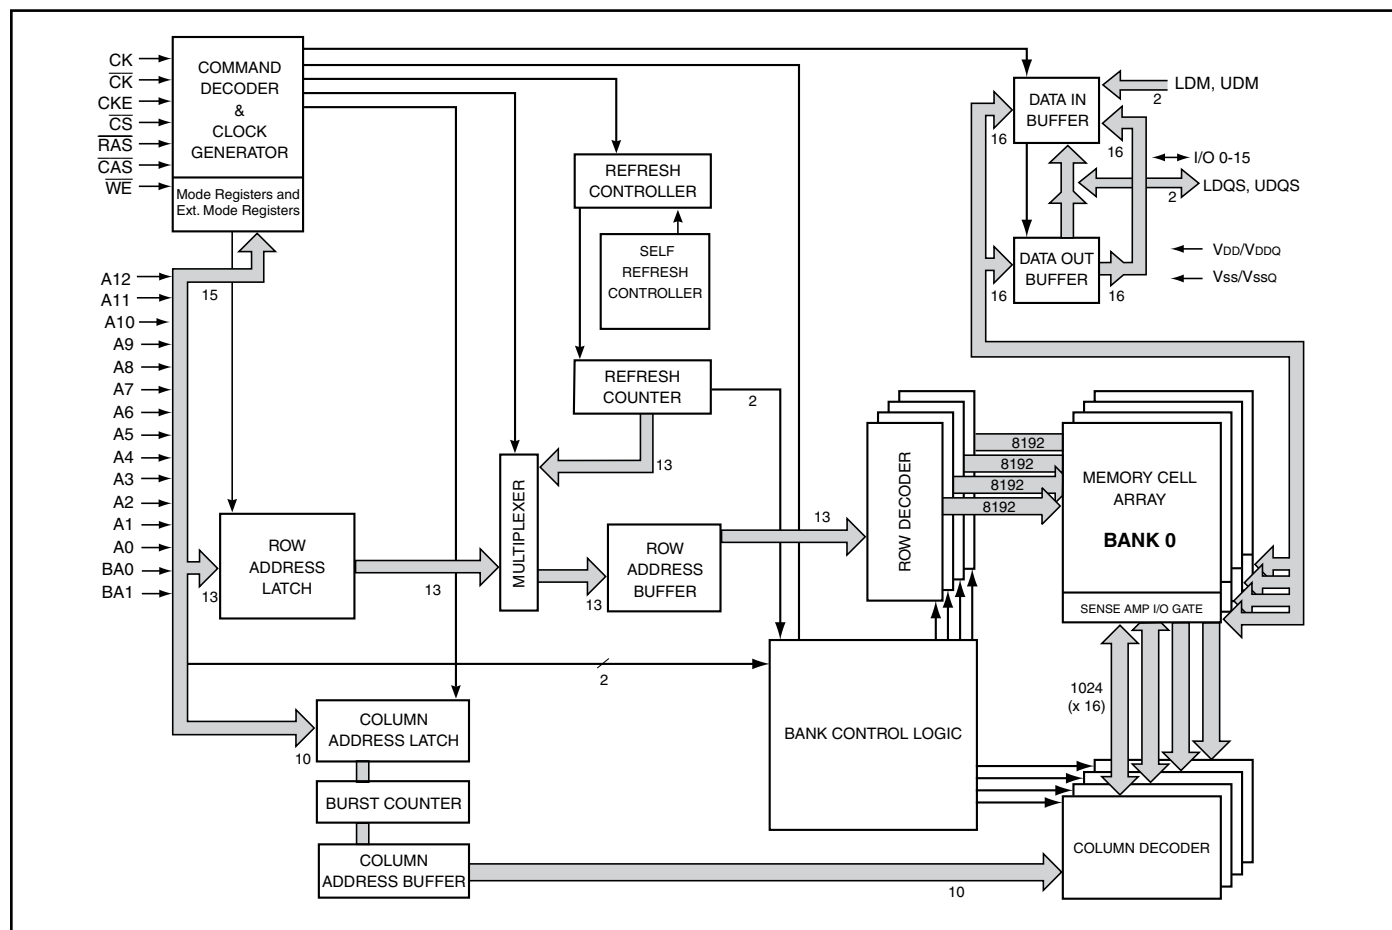 CK
C̅K̅
CKE
C̅S̅
R̅A̅S̅
C̅A̅S̅
W̅E̅
COMMAND
DECODER
&
CLOCK
GENERATOR
Mode Registers and
Ext. Mode Registers
A12
A11
A10
A9
A8
A7
A6
A5
A4
A3
A2
A1
A0
BA0
BA1
15
13
ROW
ADDRESS
LATCH
13
MULTIPLEXER
13
ROW
ADDRESS
BUFFER
13
REFRESH
CONTROLLER
SELF
REFRESH
CONTROLLER
REFRESH
COUNTER
2
13
DATA IN
BUFFER
LDM, UDM
2
16
16
I/O 0-15
LDQS, UDQS
2
DATA OUT
BUFFER
16
16
VDD/VDDQ
Vss/VssQ
ROW DECODER
8192
8192
8192
8192
MEMORY CELL
ARRAY
BANK 0
SENSE AMP I/O GATE
2
1024
(x 16)
BANK CONTROL LOGIC
COLUMN
ADDRESS LATCH
10
BURST COUNTER
COLUMN
ADDRESS BUFFER
10
COLUMN DECODER